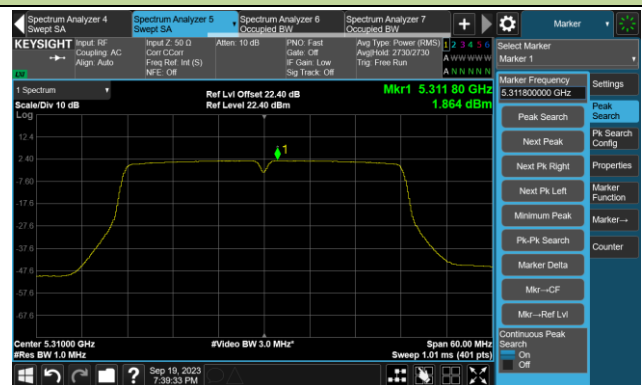 Spectrum Analyzer 4
Swept SA
Spectrum Analyzer 5
Swept SA
Spectrum Analyzer 6
Occupied BW
Spectrum Analyzer 7
Occupied BW
Marker
KEYSIGHT
Input: RF
Coupling: AC
Align: Auto
Input Z: 50 Ω
Corr CCorr
Freq Ref: Int (S)
NFE: Off
Atten: 10 dB
PNO: Fast
Gate: Off
IF Gain: Low
Sig Track: Off
Avg Type: Power (RMS)
Avg|Hold: 2730/2730
Trig: Free Run
1 2 3 4 5 6
A W W W W W
A N N N N N
LW
Select Marker
Marker 1
1 Spectrum
Scale/Div 10 dB
Log
Ref Lvl Offset 22.40 dB
Ref Level 22.40 dBm
Mkr1 5.311 80 GHz
1.864 dBm
1
12.4
2.40
-7.60
-17.6
-27.6
-37.6
-47.6
-57.6
-67.6
Center 5.31000 GHz
#Res BW 1.0 MHz
#Video BW 3.0 MHz*
Span 60.00 MHz
Sweep 1.01 ms (401 pts)
Marker Frequency
5.311800000 GHz
Peak Search
Next Peak
Next Pk Right
Next Pk Left
Minimum Peak
Pk-Pk Search
Marker Delta
Mkr→CF
Mkr→Ref Lvl
Continuous Peak
Search
On
Off
Settings
Peak
Search
Pk Search
Config
Properties
Marker
Function
Marker→
Counter
?
Sep 19, 2023
7:39:33 PM